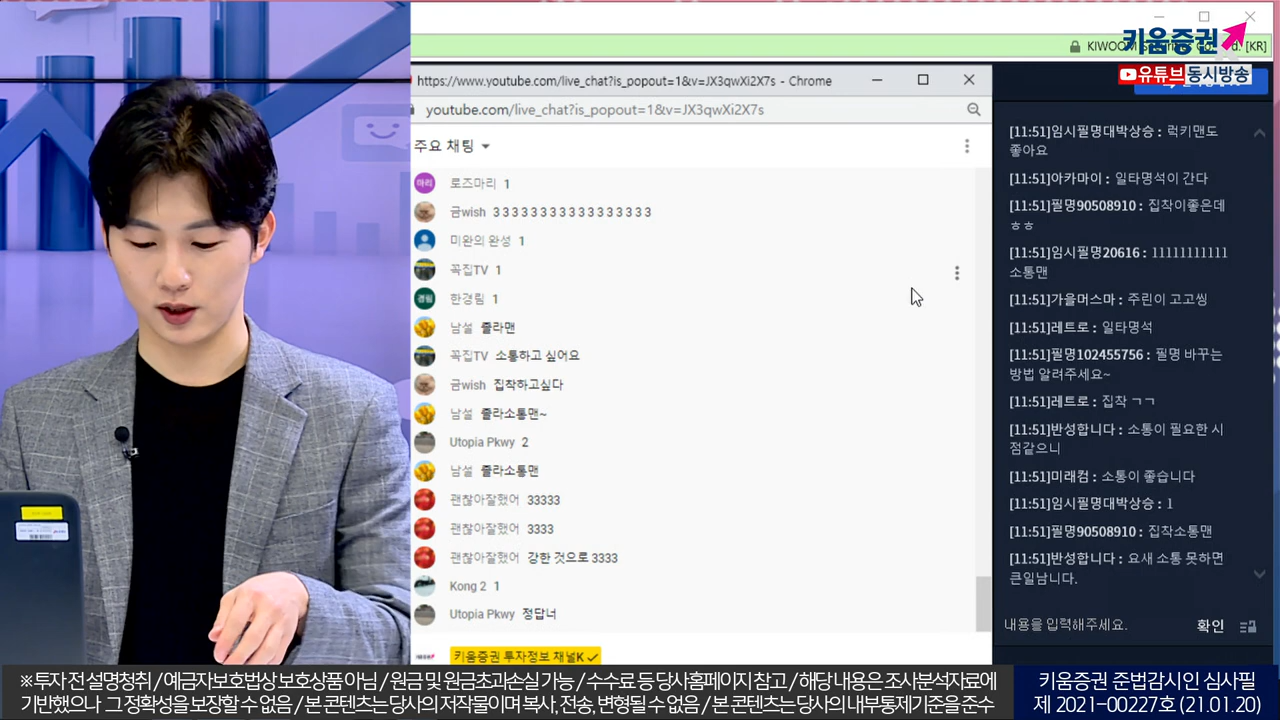 키움증권
KIWOOM
[KR]
유튜브동시방송
https://www.youtube.com/live_chat?is_popout=1&v=JX3qwXi2X7s - Chrome
youtube.com/live_chat?is_popout=1&v=JX3qwXi2X7s
주요 채팅
마리 로즈마리 1
금wish 33333333333333333
미완의 완성 1
꼭집TV 1
경림 한경림 1
남설 줄라맨
꼭집TV 소통하고 싶어요
금wish 집착하고싶다
남설 줄라소통맨~
Utopia Pkwy 2
남설 줄라소통맨
괜찮아잘했어 33333
괜찮아잘했어 3333
괜찮아잘했어 강한 것으로 3333
Kong 2 1
Utopia Pkwy 정답너
키움증권 투자정보 채널K
[11:51]임시필명대박상승 : 럭키맨도
좋아요
[11:51]아카마이 : 일타명석이 간다
[11:51]필명90508910 : 집착이좋은데
ㅎㅎ
[11:51]임시필명20616 : 11111111111
소통맨
[11:51]가을머스마 : 주린이 고고씽
[11:51]레트로 : 일타명석
[11:51]필명102455756 : 필명 바꾸는
방법 알려주세요~
[11:51]레트로 : 집착 ㄱㄱ
[11:51]반성합니다 : 소통이 필요한 시
점같으니
[11:51]미래컴 : 소통이 좋습니다
[11:51]임시필명대박상승 : 1
[11:51]필명90508910 : 집착소통맨
[11:51]반성합니다 : 요새 소통 못하면
큰일납니다.
내용을 입력해주세요. 확인
※ 투자 전 설명청취 / 예금자보호법상 보호상품 아님 / 원금 및 원금초과손실 가능 / 수수료 등 당사홈페이지 참고 / 해당 내용은 조사분석자료에
기반했으나 그 정확성을 보장할 수 없음 / 본 콘텐츠는 당사의 저작물이며 복사, 전송, 변형될 수 없음 / 본 콘텐츠는 당사의 내부통제기준을 준수
키움증권 준법감시인 심사필
제 2021-00227호 (21.01.20)